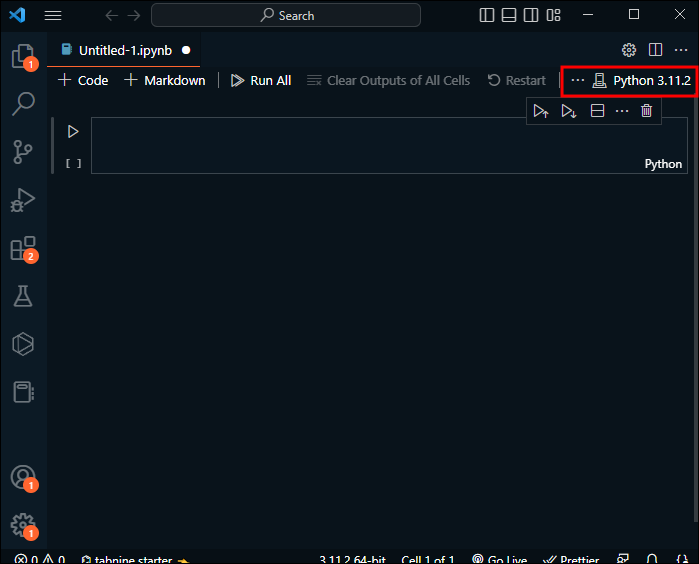 Search
Untitled-1.ipynb
+ Code + Markdown Run All Clear Outputs of All Cells Restart ... Python 3.11.2
...
[ ]
Python
1
2
1
1
0 0 tabnine starter 3.11.2 64-bit Cell 1 of 1 Go Live Prettier {}